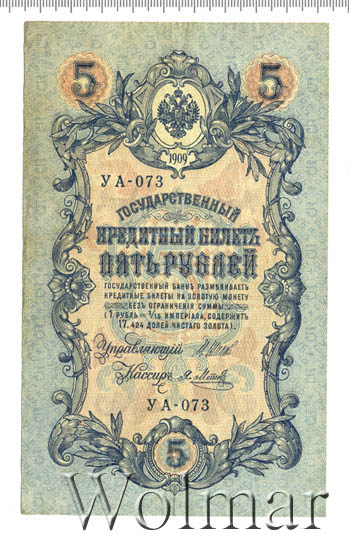 5 5
1909
УА-073
ГОСУДАРСТВЕННЫЙ
КРЕДИТНЫЙ БИЛЕТЪ
ПЯТЬ РУБЛЕЙ
ГОСУДАРСТВЕННЫЙ БАНКЪ РАЗМѢНИВАЕТЪ
КРЕДИТНЫЕ БИЛЕТЫ НА ЗОЛОТУЮ МОНЕТУ
БЕЗЪ ОГРАНИЧЕНІЯ СУММЫ
(1 РУБЛЬ = 1/15 ИМПЕРІАЛА, СОДЕРЖИТЪ
17,424 ДОЛЕЙ ЧИСТАГО ЗОЛОТА).
Управляющій
Кассиръ
УА-073
5
Wolmar